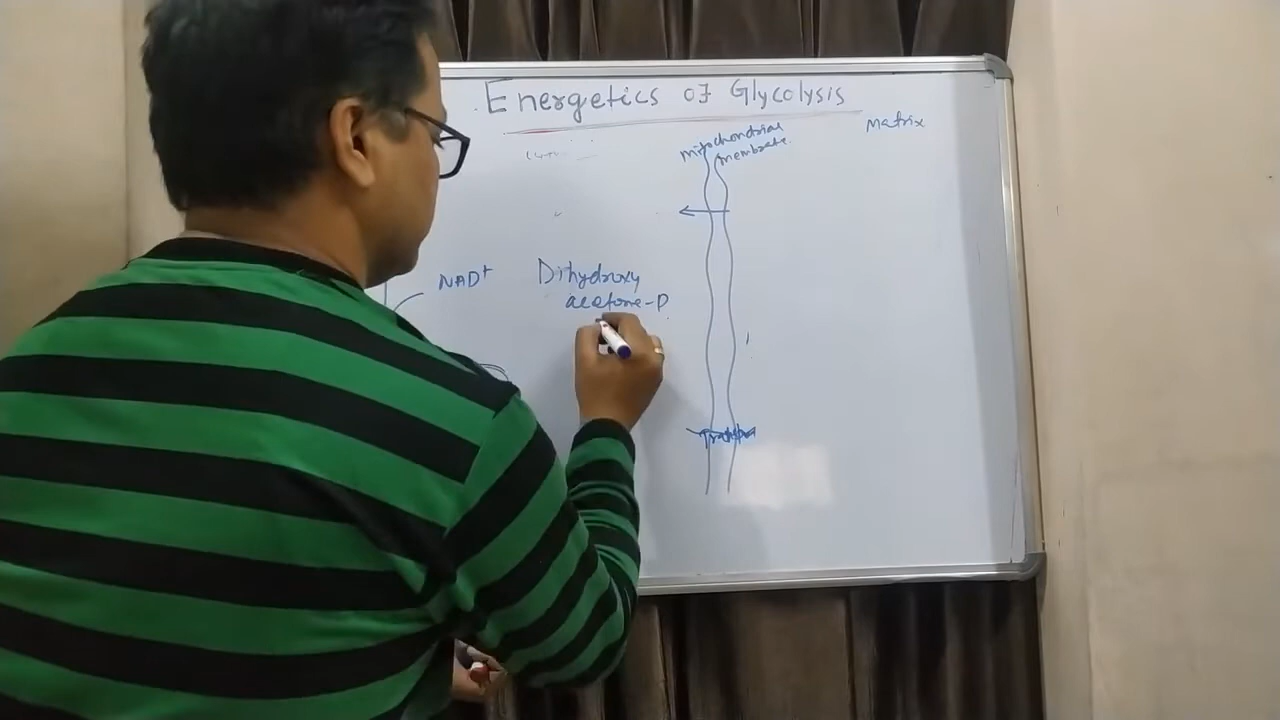 Energetics of Glycolysis
Matrix
Mitochondrial
membrane
NAD+
Dihydroxy
acetone-P